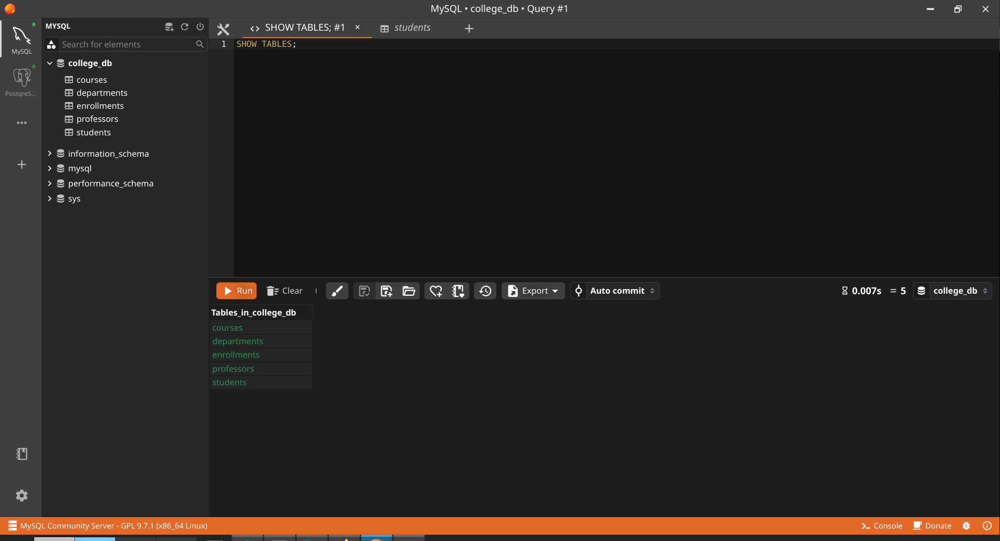 MySQL • college_db • Query #1
MySQL
PostgreS...
MYSQL
Search for elements
college_db
courses
departments
enrollments
professors
students
information_schema
mysql
performance_schema
sys
SHOW TABLES; #1
students
1 SHOW TABLES;
Run Clear Export Auto commit 0.007s = 5 college_db
Tables_in_college_db
courses
departments
enrollments
professors
students
MySQL Community Server - GPL 9.7.1 (x86_64 Linux) Console Donate